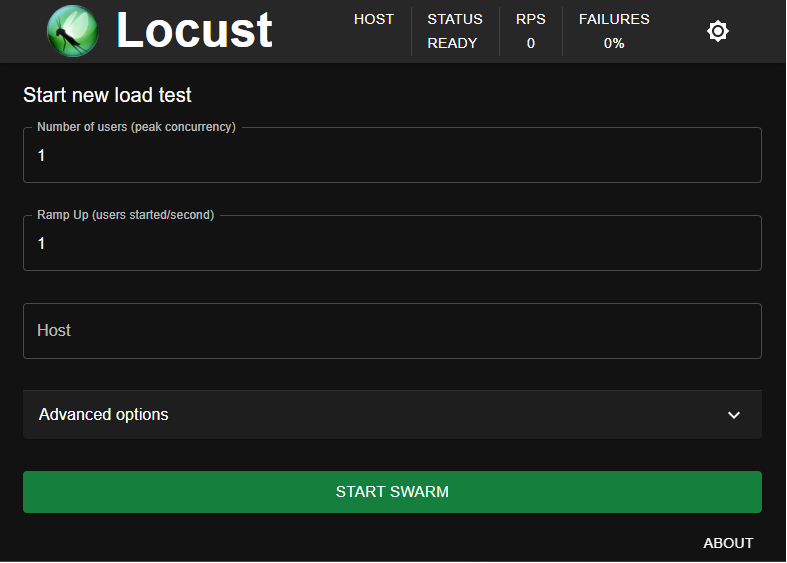 Locust
HOST
STATUS
READY
RPS
0
FAILURES
0%
Start new load test
Number of users (peak concurrency)
1
Ramp Up (users started/second)
1
Host
Advanced options
START SWARM
ABOUT